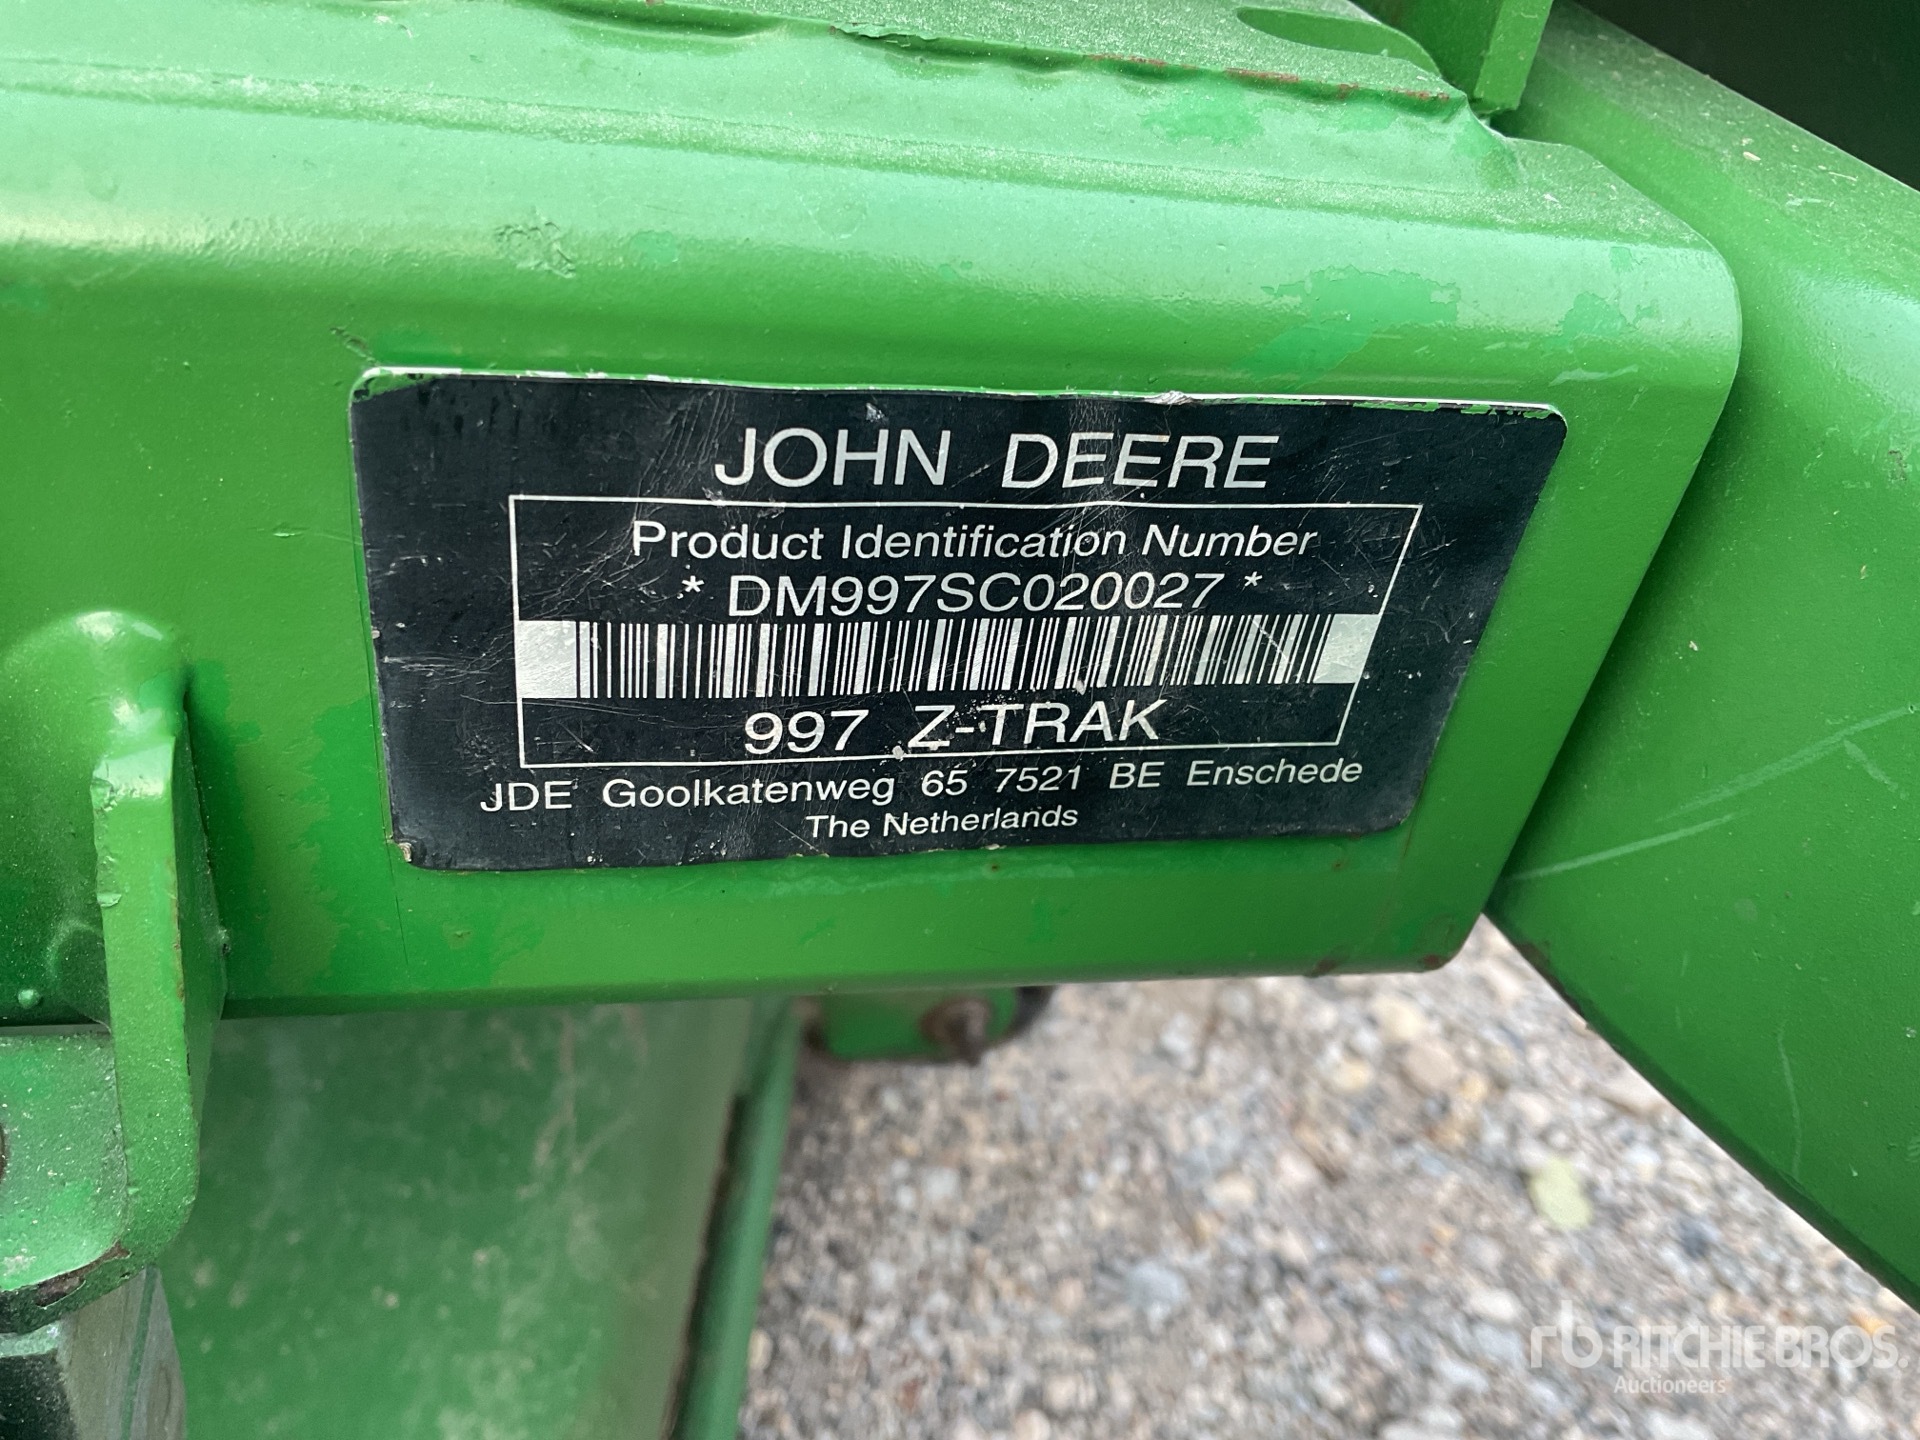 JOHN DEERE
Product Identification Number
* DM997SC020027 *
997 Z-TRAK
JDE Goolkatenweg 65 7521 BE Enschede
The Netherlands
rb RITCHIE BROS.
Auctioneers